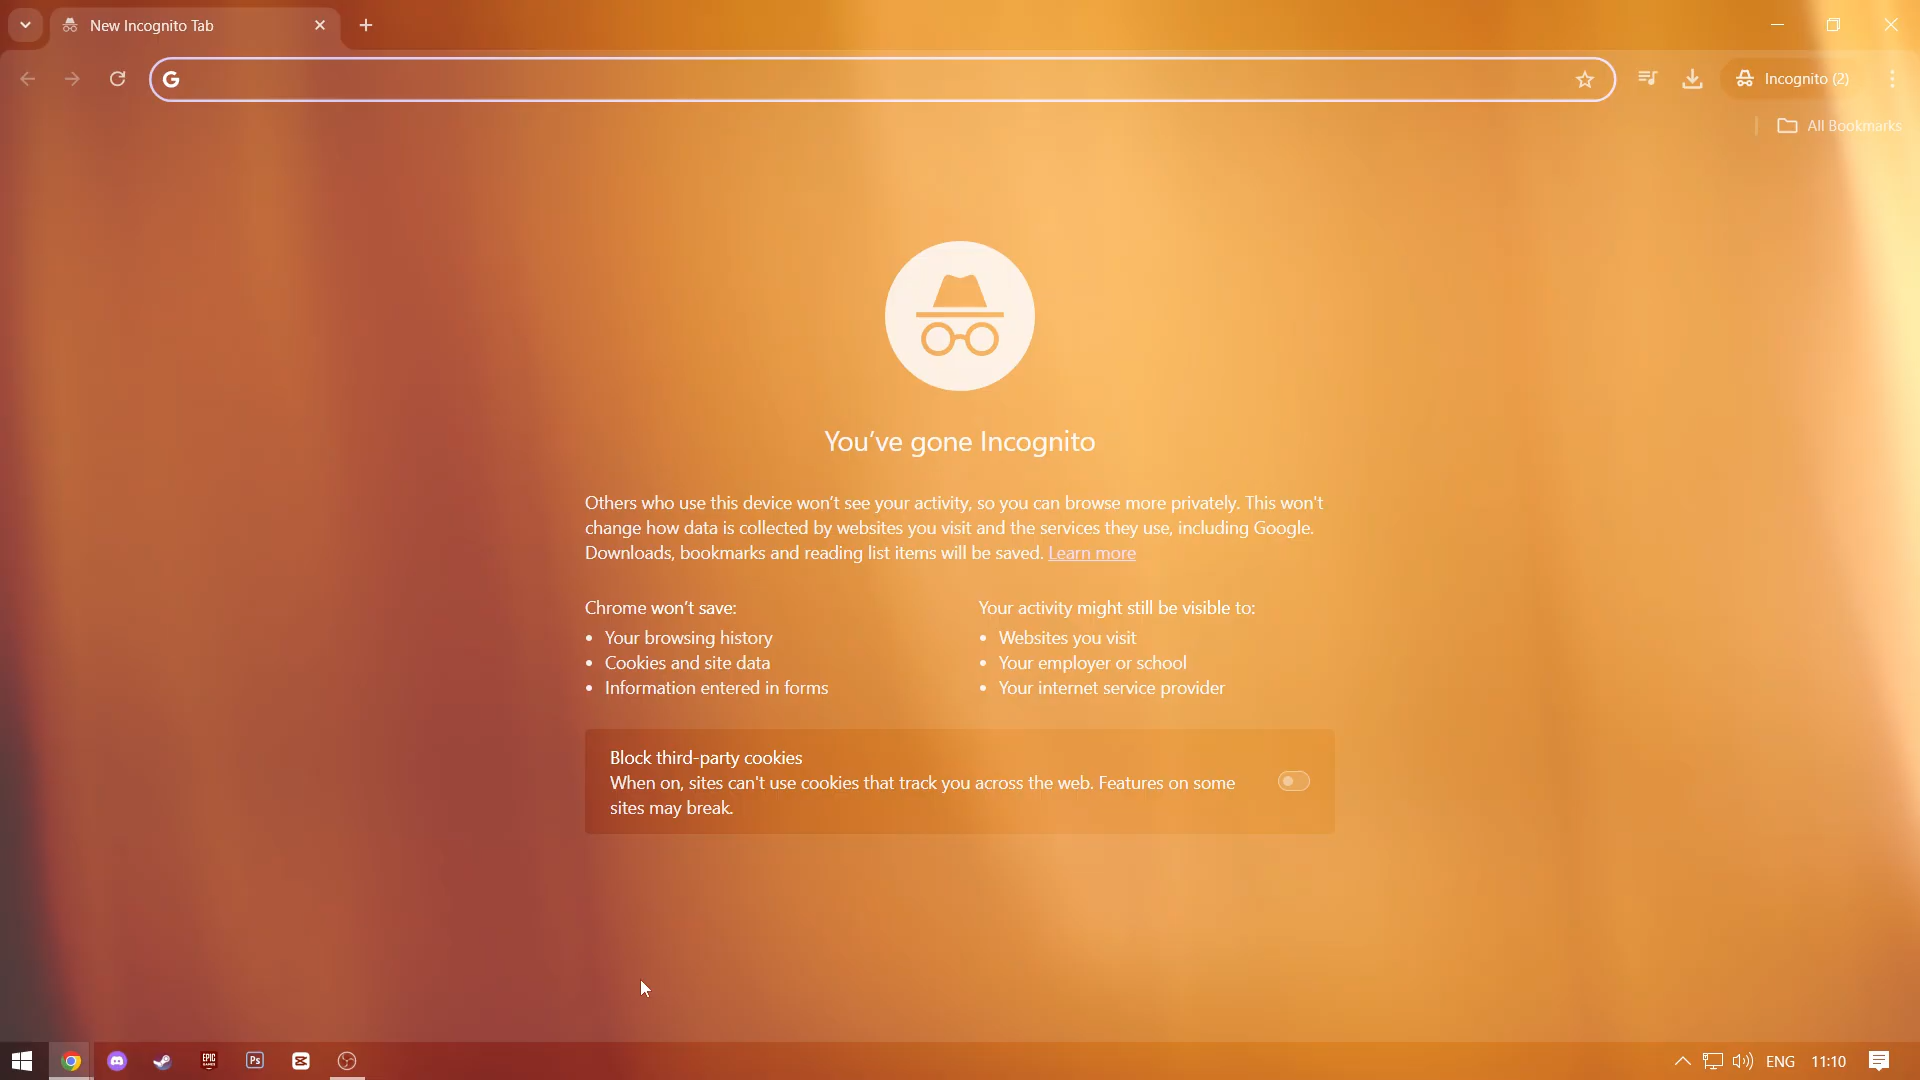 New Incognito Tab
Incognito (2)
All Bookmarks
You've gone Incognito
Others who use this device won't see your activity, so you can browse more privately. This won't
change how data is collected by websites you visit and the services they use, including Google.
Downloads, bookmarks and reading list items will be saved. Learn more
Chrome won't save:
Your browsing history
Cookies and site data
Information entered in forms
Your activity might still be visible to:
Websites you visit
Your employer or school
Your internet service provider
Block third-party cookies
When on, sites can't use cookies that track you across the web. Features on some
sites may break.
EPIC
GAMES
Ps
ENG
11:10